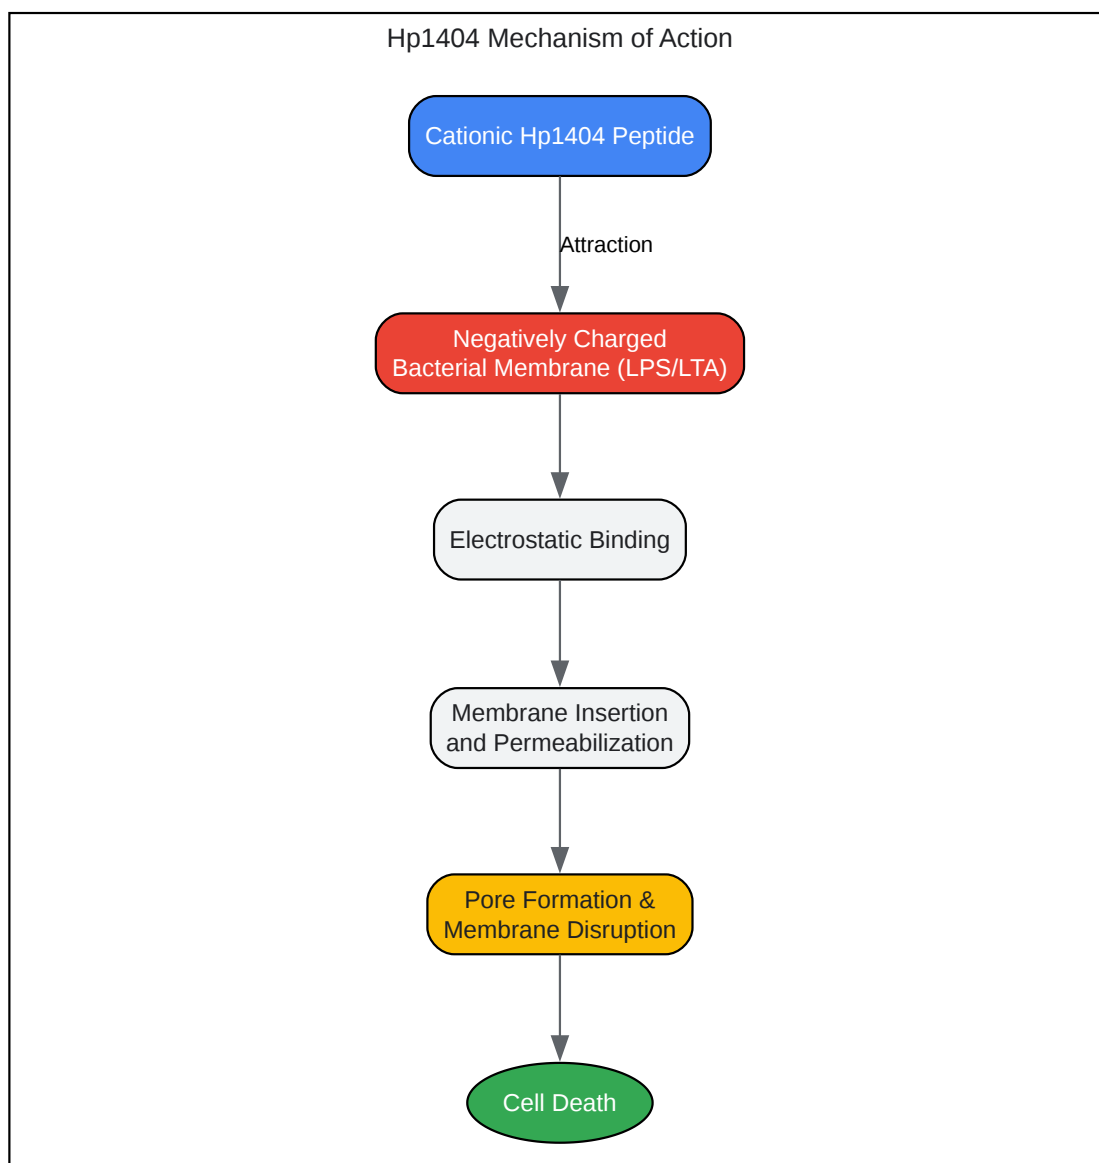 Hp1404 Mechanism of Action
Cationic Hp1404 Peptide
Attraction
Negatively Charged
Bacterial Membrane (LPS/LTA)
Electrostatic Binding
Membrane Insertion
and Permeabilization
Pore Formation &
Membrane Disruption
Cell Death